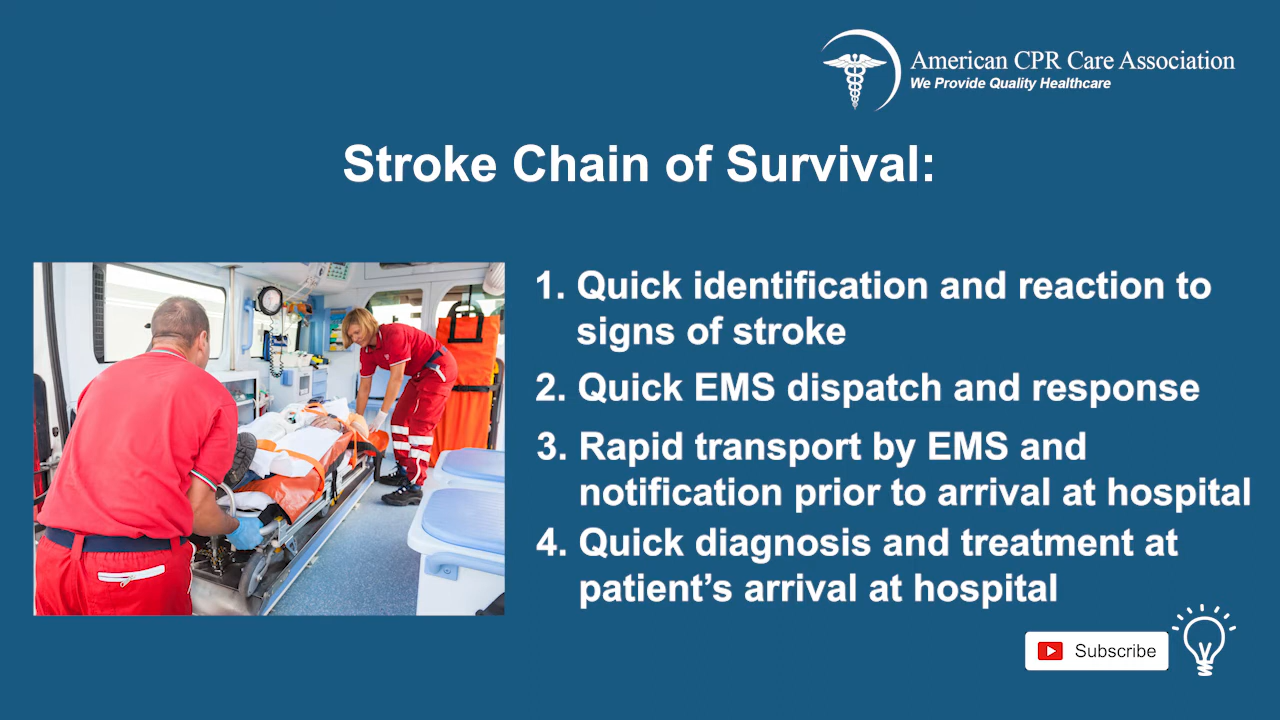 American CPR Care Association
We Provide Quality Healthcare
Stroke Chain of Survival:
1. Quick identification and reaction to
signs of stroke
2. Quick EMS dispatch and response
3. Rapid transport by EMS and
notification prior to arrival at hospital
4. Quick diagnosis and treatment at
patient’s arrival at hospital
Subscribe